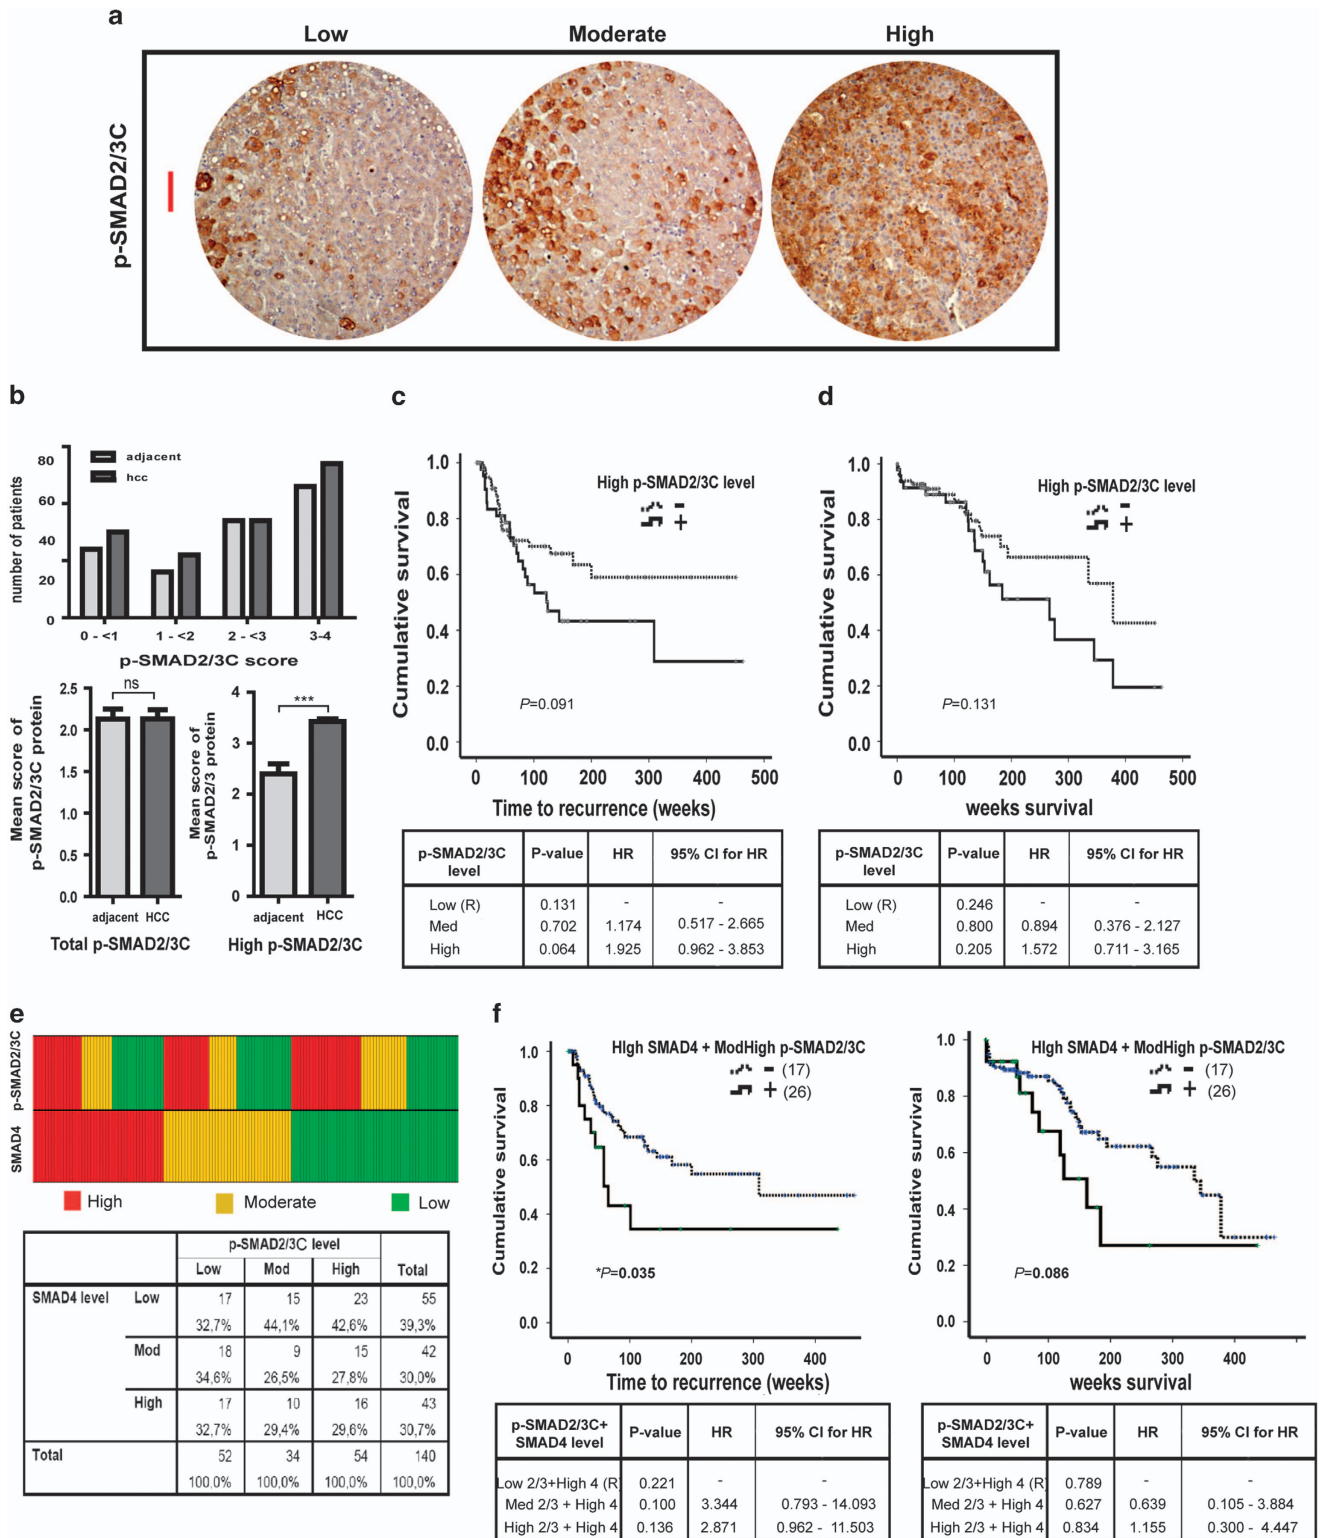 a
Low Moderate High
p-SMAD2/3C
b
number of patients
80
60
40
20
0
adjacent
hcc
0 - <1 1 - <2 2 - <3 3-4
p-SMAD2/3C score
Mean score of
p-SMAD2/3C protein
2.5
2.0
1.5
1.0
0.5
0.0
ns
adjacent HCC
Total p-SMAD2/3C
Mean score of
p-SMAD2/3 protein
4
3
2
1
0
***
adjacent HCC
High p-SMAD2/3C
c
Cumulative survival
1.0
0.8
0.6
0.4
0.2
0.0
High p-SMAD2/3C level
-
+
P=0.091
0 100 200 300 400 500
Time to recurrence (weeks)
p-SMAD2/3C level P-value HR 95% CI for HR
Low (R) 0.131 - -
Med 0.702 1.174 0.517 - 2.665
High 0.064 1.925 0.962 - 3.853
d
Cumulative survival
1.0
0.8
0.6
0.4
0.2
0.0
High p-SMAD2/3C level
-
+
P=0.131
0 100 200 300 400 500
weeks survival
p-SMAD2/3C level P-value HR 95% CI for HR
Low (R) 0.246 - -
Med 0.800 0.894 0.376 - 2.127
High 0.205 1.572 0.711 - 3.165
e
p-SMAD2/3C
SMAD4
High Moderate Low
p-SMAD2/3C level
Low Mod High Total
SMAD4 level Low 17 15 23 55
32,7% 44,1% 42,6% 39,3%
Mod 18 9 15 42
34,6% 26,5% 27,8% 30,0%
High 17 10 16 43
32,7% 29,4% 29,6% 30,7%
Total 52 34 54 140
100,0% 100,0% 100,0% 100,0%
f
Cumulative survival
1.0
0.8
0.6
0.4
0.2
0.0
HIgh SMAD4 + ModHigh p-SMAD2/3C
- (17)
+ (26)
*P=0.035
0 100 200 300 400
Time to recurrence (weeks)
p-SMAD2/3C+ SMAD4 level P-value HR 95% CI for HR
Low 2/3+High 4 (R) 0.221 - -
Med 2/3 + High 4 0.100 3.344 0.793 - 14.093
High 2/3 + High 4 0.136 2.871 0.962 - 11.503
Cumulative survival
1.0
0.8
0.6
0.4
0.2
0.0
HIgh SMAD4 + ModHigh p-SMAD2/3C
- (17)
+ (26)
P=0.086
0 100 200 300 400
weeks survival
p-SMAD2/3C+ SMAD4 level P-value HR 95% CI for HR
Low 2/3+High 4 (R) 0.789 - -
Med 2/3 + High 4 0.627 0.639 0.105 - 3.884
High 2/3 + High 4 0.834 1.155 0.300 - 4.447